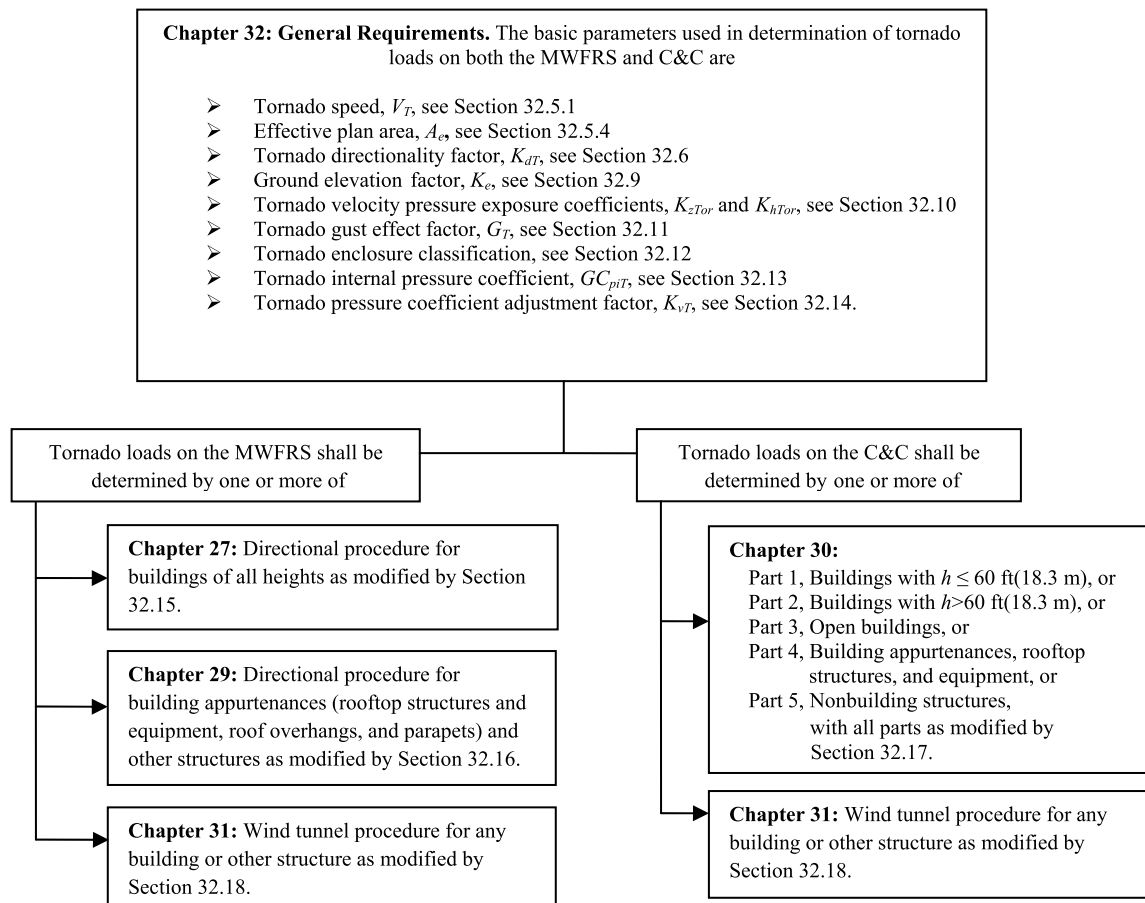 Chapter 32: General Requirements. The basic parameters used in determination of tornado
loads on both the MWFRS and C&C are
➢ Tornado speed, V_T, see Section 32.5.1
➢ Effective plan area, A_e, see Section 32.5.4
➢ Tornado directionality factor, K_dT, see Section 32.6
➢ Ground elevation factor, K_e, see Section 32.9
➢ Tornado velocity pressure exposure coefficients, K_zTor and K_hTor, see Section 32.10
➢ Tornado gust effect factor, G_T, see Section 32.11
➢ Tornado enclosure classification, see Section 32.12
➢ Tornado internal pressure coefficient, GC_piT, see Section 32.13
➢ Tornado pressure coefficient adjustment factor, K_vT, see Section 32.14.
Tornado loads on the MWFRS shall be
determined by one or more of
Chapter 27: Directional procedure for
buildings of all heights as modified by Section
32.15.
Chapter 29: Directional procedure for
building appurtenances (rooftop structures and
equipment, roof overhangs, and parapets) and
other structures as modified by Section 32.16.
Chapter 31: Wind tunnel procedure for any
building or other structure as modified by
Section 32.18.
Tornado loads on the C&C shall be
determined by one or more of
Chapter 30:
Part 1, Buildings with h ≤ 60 ft(18.3 m), or
Part 2, Buildings with h>60 ft(18.3 m), or
Part 3, Open buildings, or
Part 4, Building appurtenances, rooftop
structures, and equipment, or
Part 5, Nonbuilding structures,
with all parts as modified by
Section 32.17.
Chapter 31: Wind tunnel procedure for any
building or other structure as modified by
Section 32.18.